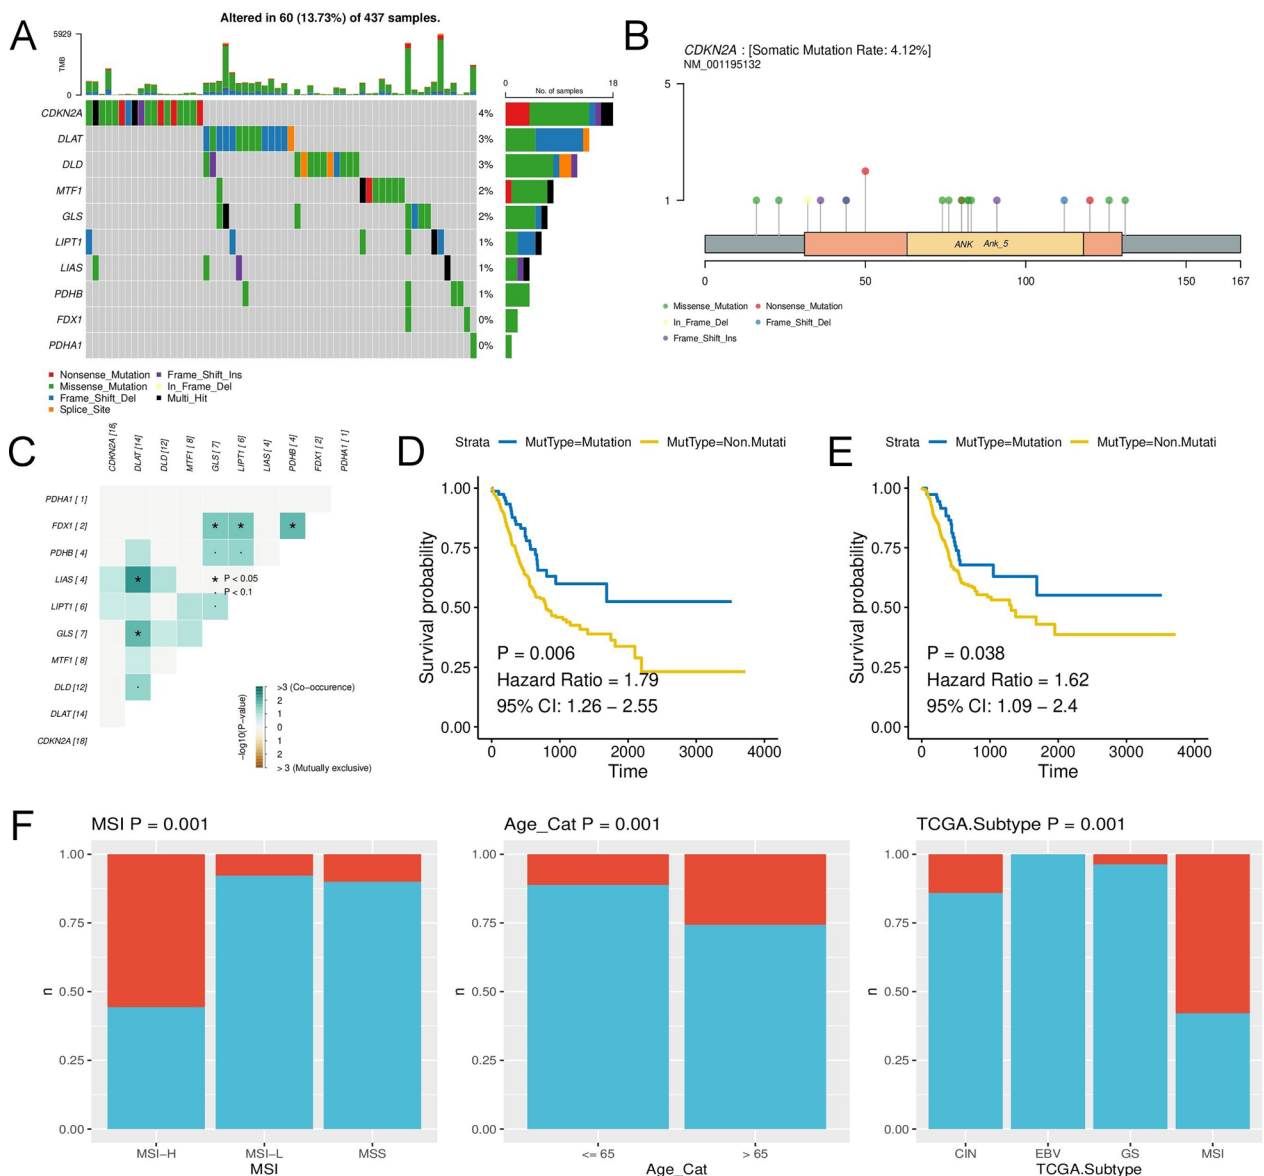 A
Altered in 60 (13.73%) of 437 samples.
5929
TMB
0
0 18
No. of samples
CDKN2A 4%
DLAT 3%
DLD 3%
MTF1 2%
GLS 2%
LIPT1 1%
LIAS 1%
PDHB 1%
FDX1 0%
PDHA1 0%
Nonsense_Mutation Frame_Shift_Ins
Missense_Mutation In_Frame_Del
Frame_Shift_Del Multi_Hit
Splice_Site
B
CDKN2A : [Somatic Mutation Rate: 4.12%]
NM_001195132
5
1
ANK Ank_5
0 50 100 150 167
Missense_Mutation Nonsense_Mutation
In_Frame_Del Frame_Shift_Del
Frame_Shift_Ins
C
CDKN2A [18] DLAT [14] DLD [12] MTF1 [ 8] GLS [ 7] LIPT1 [ 6] LIAS [ 4] PDHB [ 4] FDX1 [ 2] PDHA1 [ 1]
PDHA1 [ 1]
FDX1 [ 2] * * *
PDHB [ 4] · ·
LIAS [ 4] *
LIPT1 [ 6] ·
GLS [ 7] *
MTF1 [ 8]
DLD [12] ·
DLAT [14]
CDKN2A [18]
* P < 0.05
· P < 0.1
−log10(P−value)
>3 (Co−occurence)
2
1
0
1
2
> 3 (Mutually exclusive)
D
Strata MutType=Mutation MutType=Non.Mutati
Survival probability
1.00
0.75
0.50
0.25
0.00
P = 0.006
Hazard Ratio = 1.79
95% CI: 1.26 − 2.55
0 1000 2000 3000 4000
Time
E
Strata MutType=Mutation MutType=Non.Mutati
Survival probability
1.00
0.75
0.50
0.25
0.00
P = 0.038
Hazard Ratio = 1.62
95% CI: 1.09 − 2.4
0 1000 2000 3000 4000
Time
F
MSI P = 0.001
n
1.00
0.75
0.50
0.25
0.00
MSI−H MSI−L MSS
MSI
Age_Cat P = 0.001
n
1.00
0.75
0.50
0.25
0.00
<= 65 > 65
Age_Cat
TCGA.Subtype P = 0.001
n
1.00
0.75
0.50
0.25
0.00
CIN EBV GS MSI
TCGA.Subtype